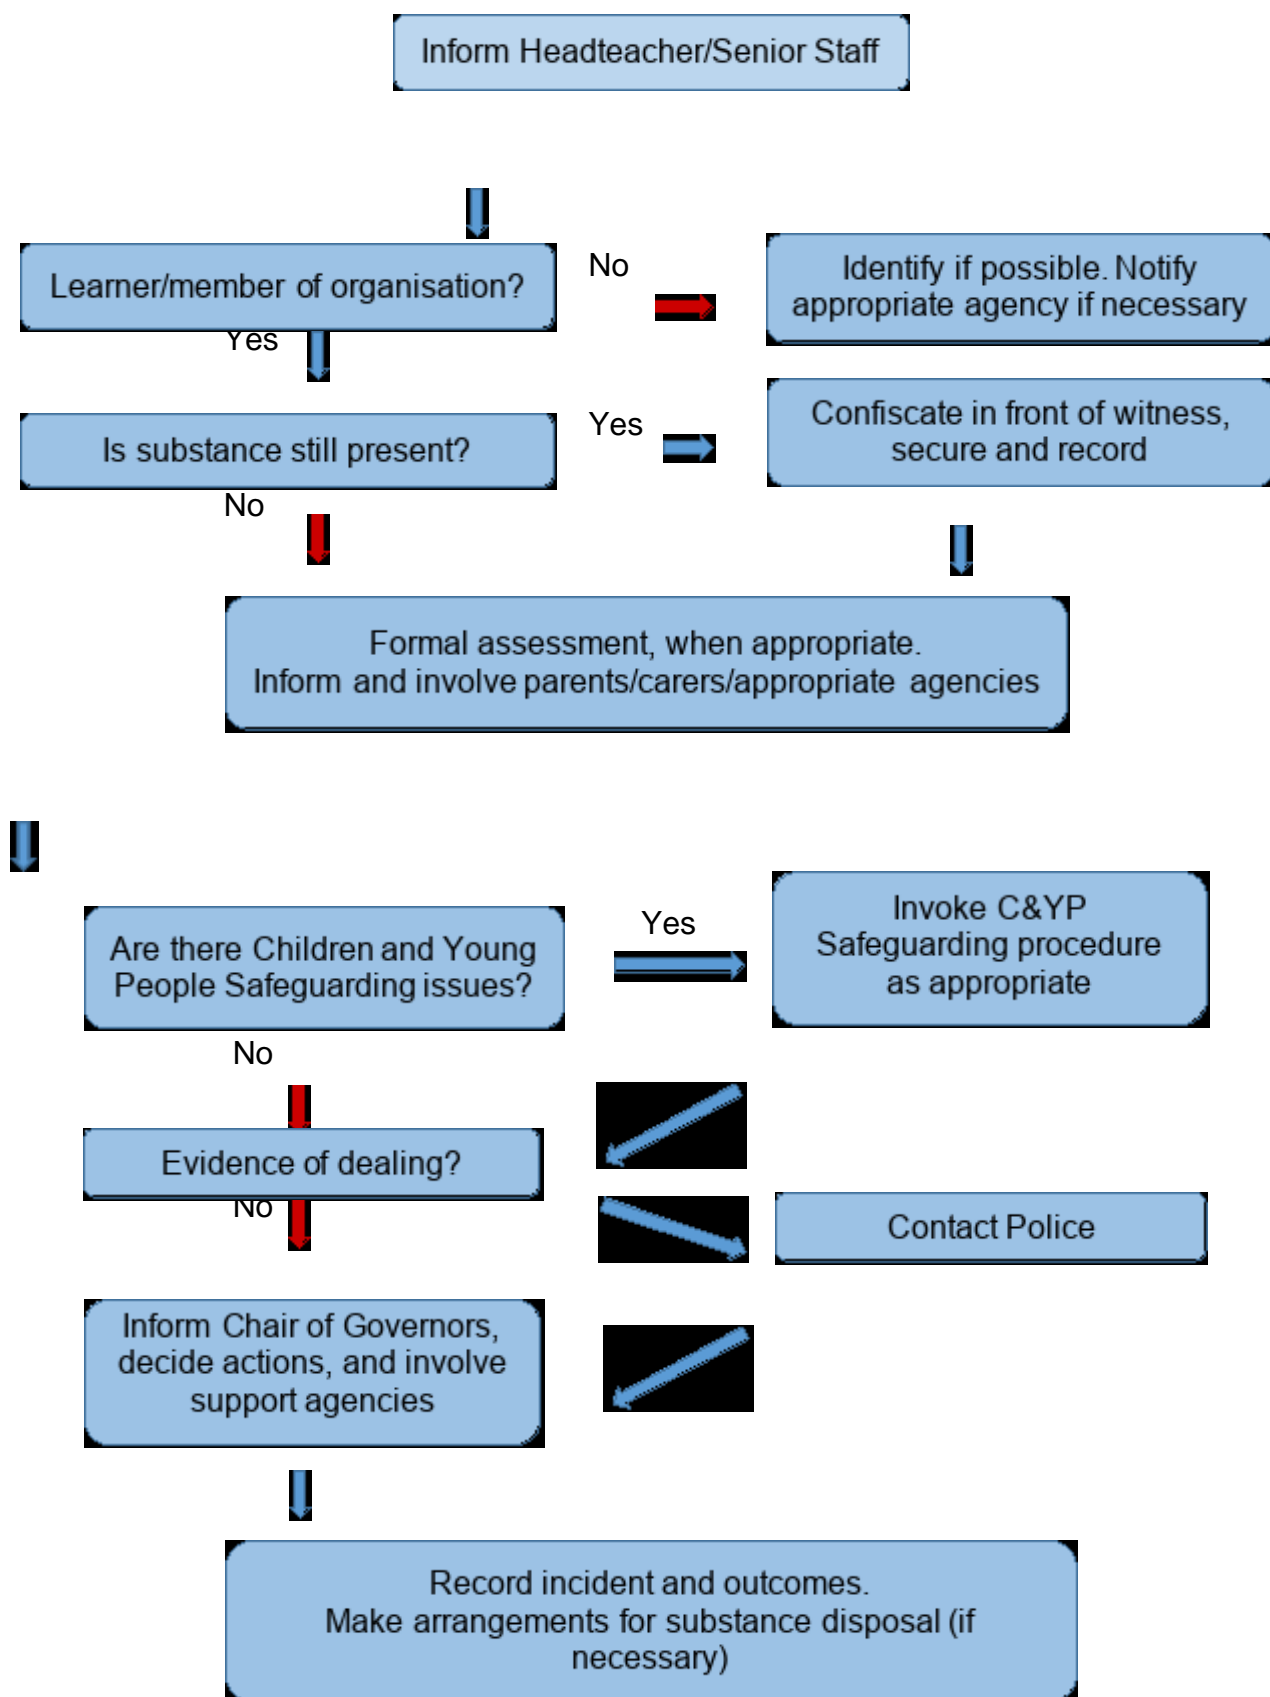 Inform Headteacher/Senior Staff
Learner/member of organisation?
No
Identify if possible. Notify
appropriate agency if necessary
Yes
Is substance still present?
Yes
Confiscate in front of witness,
secure and record
No
Formal assessment, when appropriate.
Inform and involve parents/carers/appropriate agencies
Are there Children and Young
People Safeguarding issues?
Yes
Invoke C&YP
Safeguarding procedure
as appropriate
No
Evidence of dealing?
No
Contact Police
Inform Chair of Governors,
decide actions, and involve
support agencies
Record incident and outcomes.
Make arrangements for substance disposal (if
necessary)